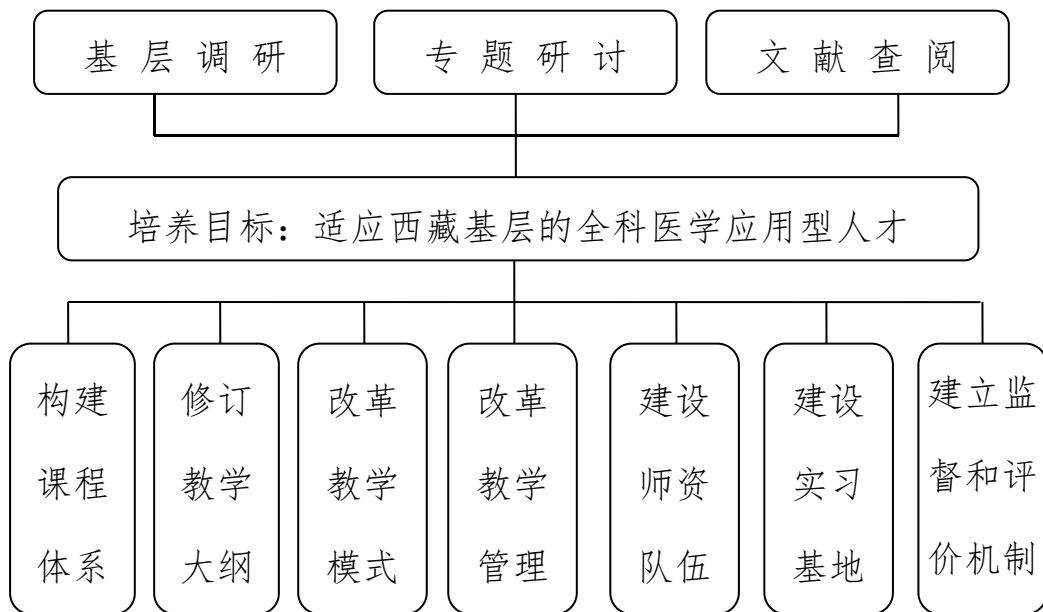 基层调研
专题研讨
文献查阅
培养目标：适应西藏基层的全科医学应用型人才
构建
课程
体系
修订
教学
大纲
改革
教学
模式
改革
教学
管理
建设
师资
队伍
建设
实习
基地
建立监
督和评
价机制